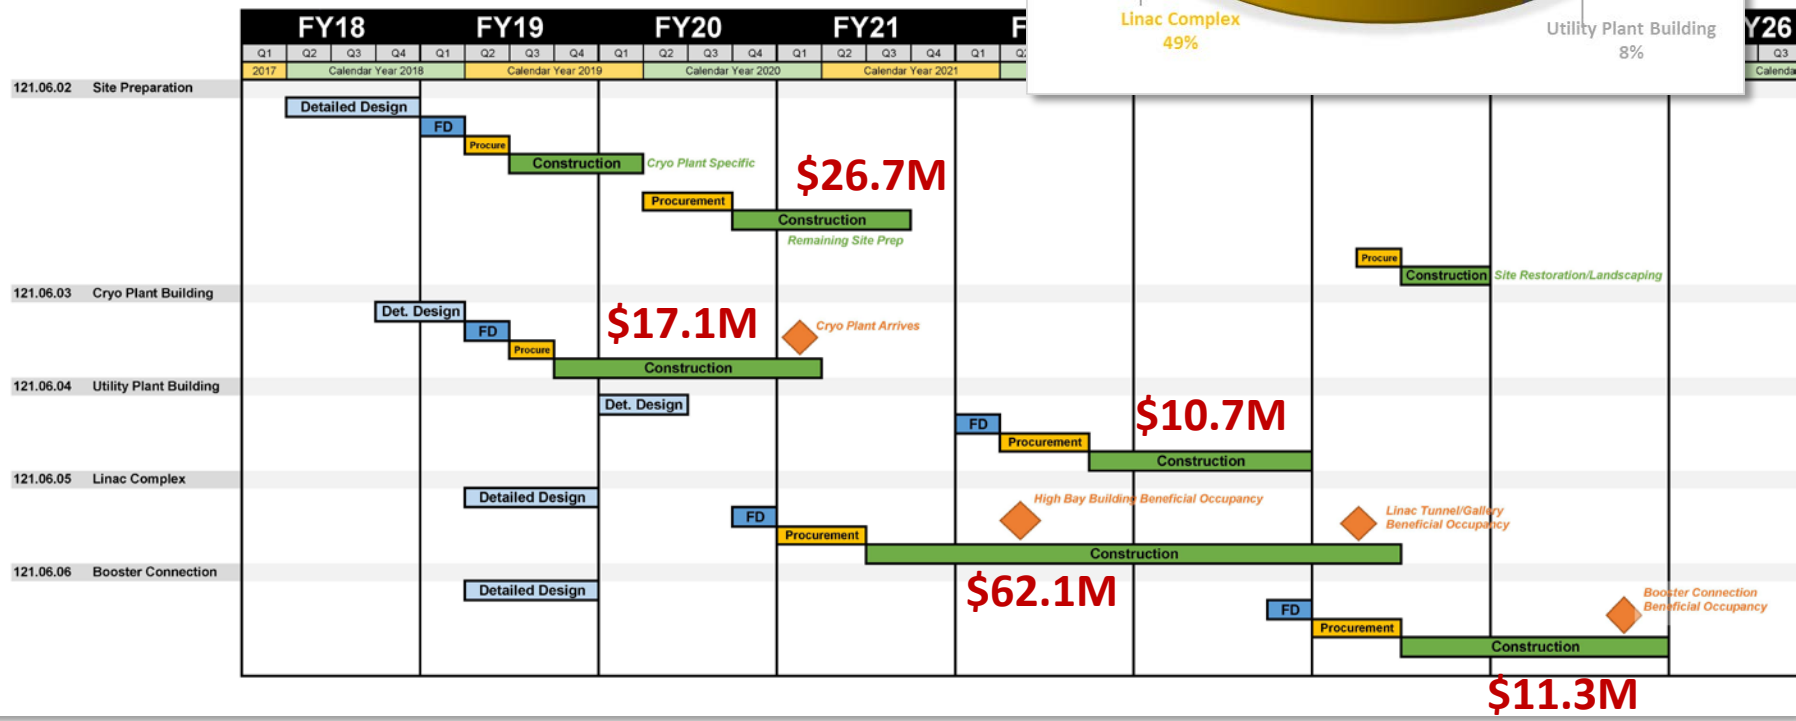 Linac Complex
49%
Utility Plant Building
8%
FY18 FY19 FY20 FY21 Y26
Q1 Q2 Q3 Q4 Q1 Q2 Q3 Q4 Q1 Q2 Q3 Q4 Q1 Q2 Q3 Q4 Q1 Q3
2017 Calendar Year 2018 Calendar Year 2019 Calendar Year 2020 Calendar Year 2021
121.06.02 Site Preparation
Detailed Design
FD
Procure
Construction Cryo Plant Specific
$26.7M
Procurement
Construction
Remaining Site Prep
Procure
Construction Site Restoration/Landscaping
121.06.03 Cryo Plant Building
Det. Design
FD
$17.1M
Cryo Plant Arrives
Procure
Construction
121.06.04 Utility Plant Building
Det. Design
$10.7M
FD
Procurement
Construction
121.06.05 Linac Complex
Detailed Design
High Bay Building Beneficial Occupancy
FD
Linac Tunnel/Gallery
Beneficial Occupancy
Procurement
Construction
121.06.06 Booster Connection
Detailed Design
$62.1M
Booster Connection
Beneficial Occupancy
FD
Procurement
Construction
$11.3M